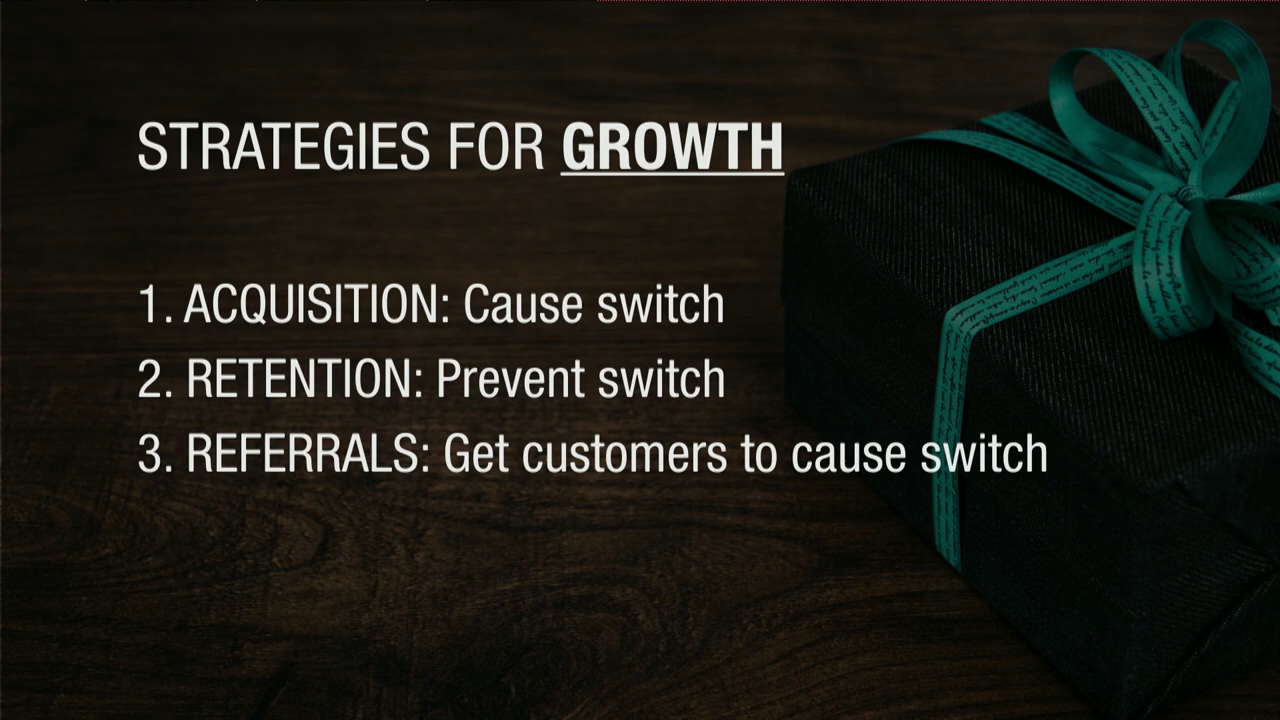 STRATEGIES FOR GROWTH
1. ACQUISITION: Cause switch
2. RETENTION: Prevent switch
3. REFERRALS: Get customers to cause switch